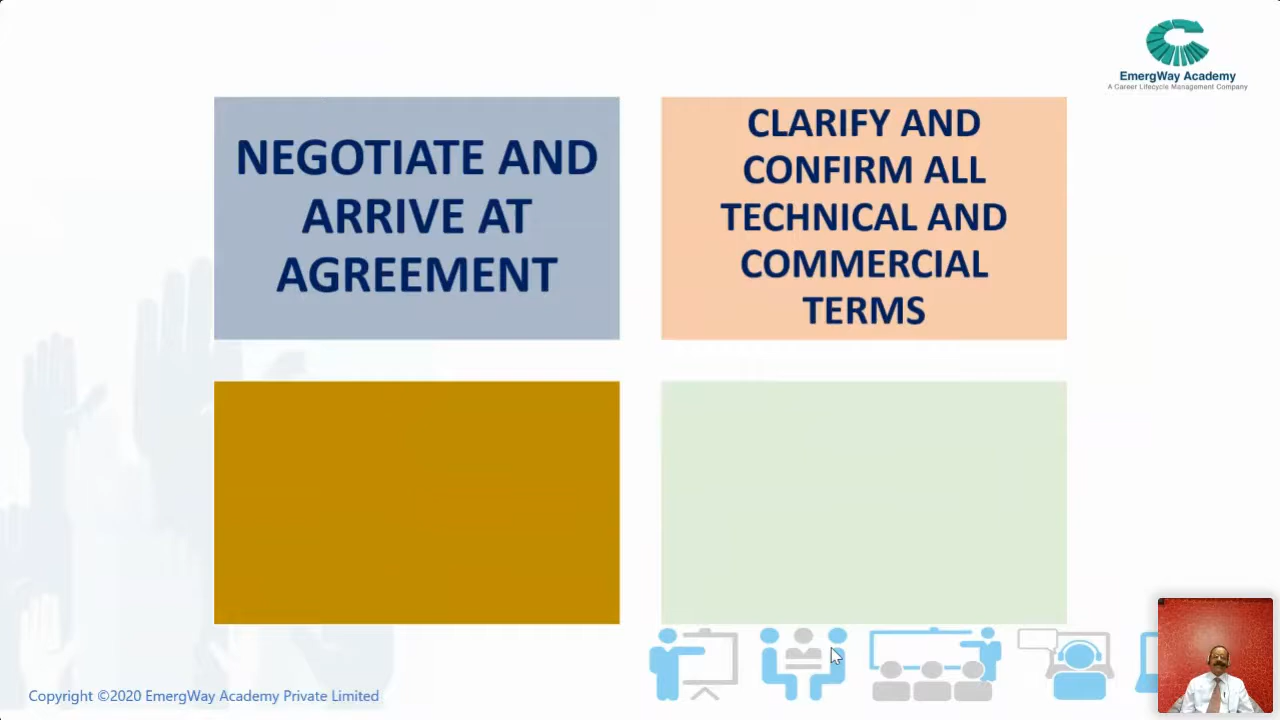 EmergWay Academy
A Career Lifecycle Management Company
NEGOTIATE AND
ARRIVE AT
AGREEMENT
CLARIFY AND
CONFIRM ALL
TECHNICAL AND
COMMERCIAL
TERMS
Copyright ©2020 EmergWay Academy Private Limited